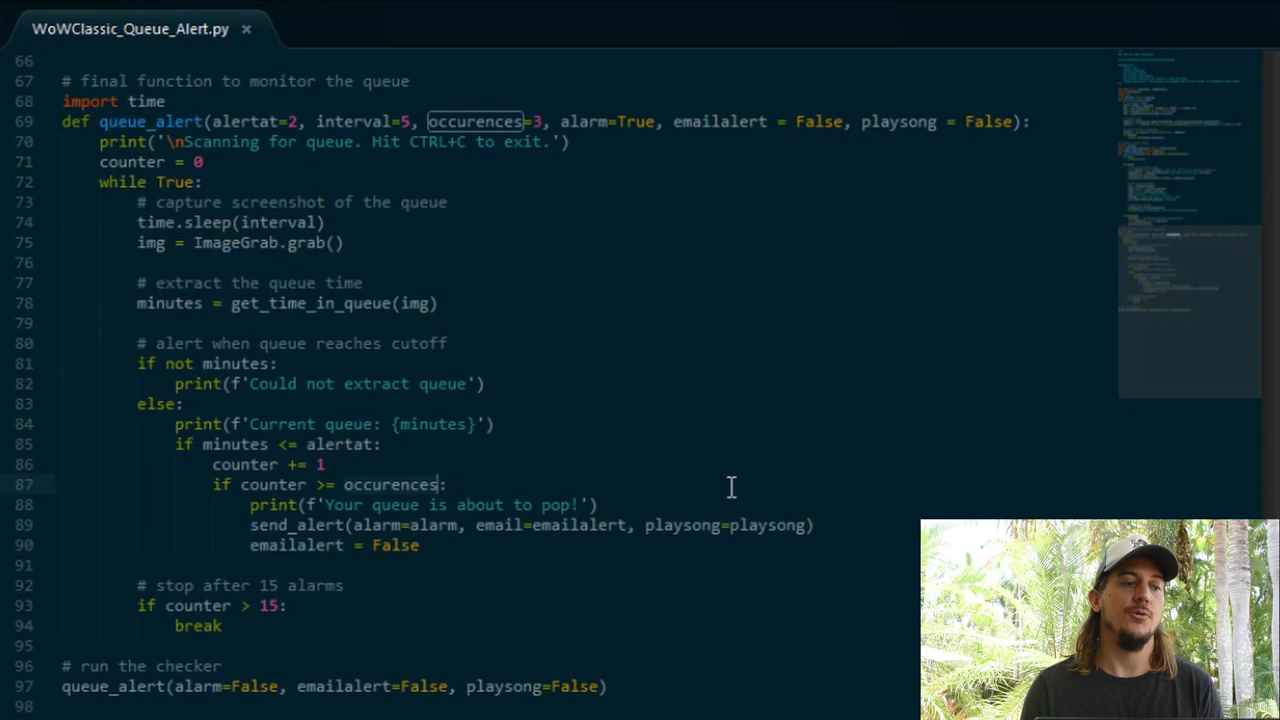 WoWClassic_Queue_Alert.py ×
66
67 # final function to monitor the queue
68 import time
69 def queue_alert(alertat=2, interval=5, occurences=3, alarm=True, emailalert = False, playsong = False):
70 print('\nScanning for queue. Hit CTRL+C to exit.')
71 counter = 0
72 while True:
73 # capture screenshot of the queue
74 time.sleep(interval)
75 img = ImageGrab.grab()
76
77 # extract the queue time
78 minutes = get_time_in_queue(img)
79
80 # alert when queue reaches cutoff
81 if not minutes:
82 print(f'Could not extract queue')
83 else:
84 print(f'Current queue: {minutes}')
85 if minutes <= alertat:
86 counter += 1
87 if counter >= occurences:
88 print(f'Your queue is about to pop!')
89 send_alert(alarm=alarm, email=emailalert, playsong=playsong)
90 emailalert = False
91
92 # stop after 15 alarms
93 if counter > 15:
94 break
95
96 # run the checker
97 queue_alert(alarm=False, emailalert=False, playsong=False)
98